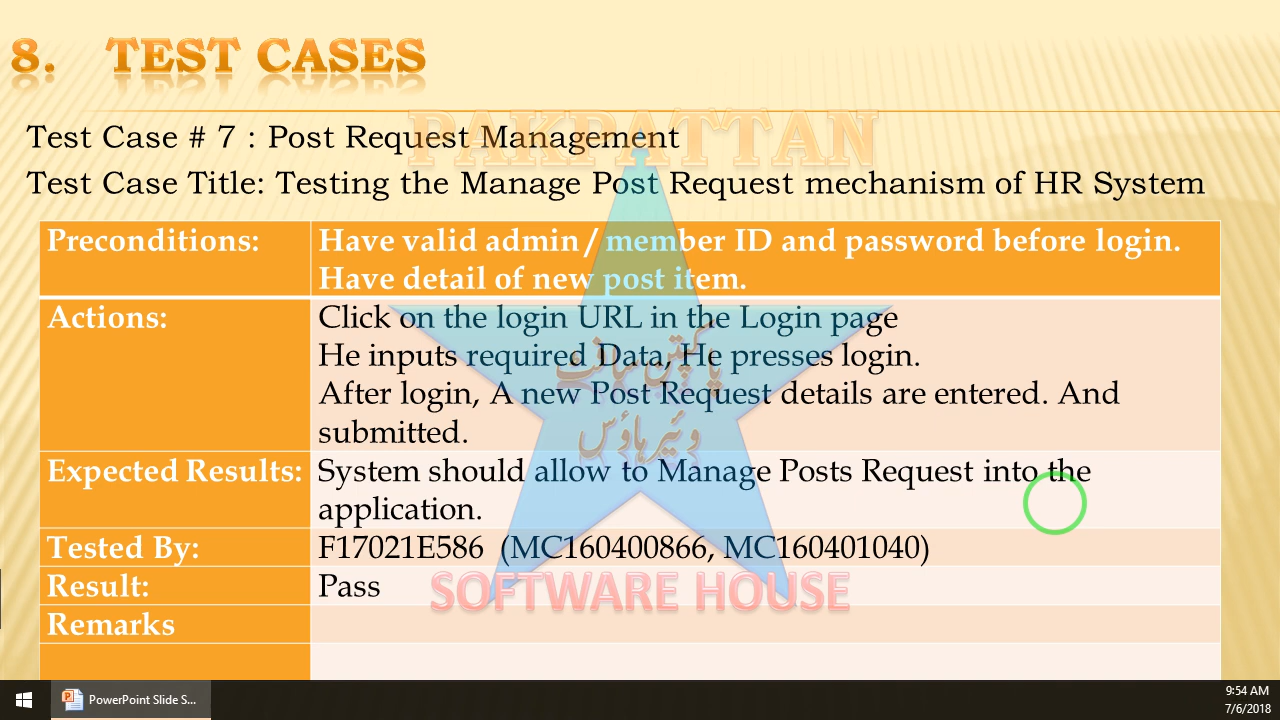 8. TEST CASES
PAKPATTAN
Test Case # 7 : Post Request Management
Test Case Title: Testing the Manage Post Request mechanism of HR System
Preconditions: Have valid admin / member ID and password before login.
Have detail of new post item.
Actions: Click on the login URL in the Login page
He inputs required Data, He presses login.
After login, A new Post Request details are entered. And
submitted.
پاکپتن سافٹ
وئیر ہاؤس
Expected Results: System should allow to Manage Posts Request into the
application.
Tested By: F17021E586 (MC160400866, MC160401040)
Result: Pass
SOFTWARE HOUSE
Remarks
PowerPoint Slide S...
9:54 AM
7/6/2018